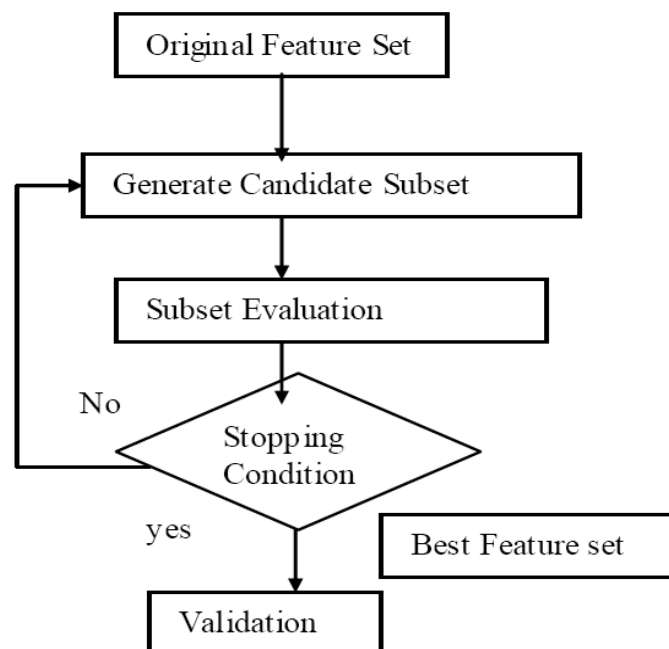 Original Feature Set
Generate Candidate Subset
Subset Evaluation
No
Stopping
Condition
yes
Best Feature set
Validation